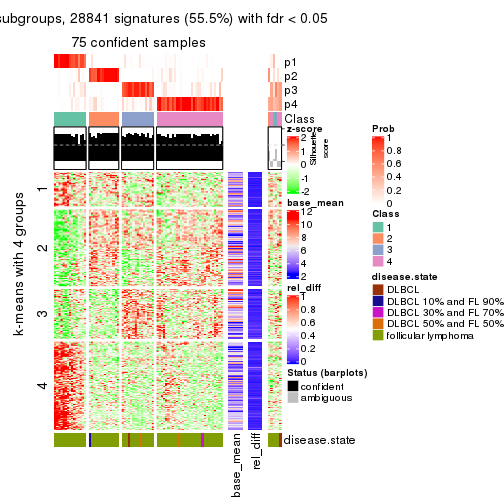 subgroups, 28841 signatures (55.5%) with fdr < 0.05
75 confident samples
p1
p2
p3
p4
Class
z-score
2
1
0
-1
-2
Silhouette
score
base_mean
12
10
8
6
4
2
rel_diff
1
0.8
0.6
0.4
0.2
0
Status (barplots)
confident
ambiguous
Prob
1
0.8
0.6
0.4
0.2
0
Class
1
2
3
4
disease.state
DLBCL
DLBCL 10% and FL 90%
DLBCL 30% and FL 70%
DLBCL 50% and FL 50%
follicular lymphoma
k-means with 4 groups
1
2
3
4
disease.state
base_mean
rel_diff